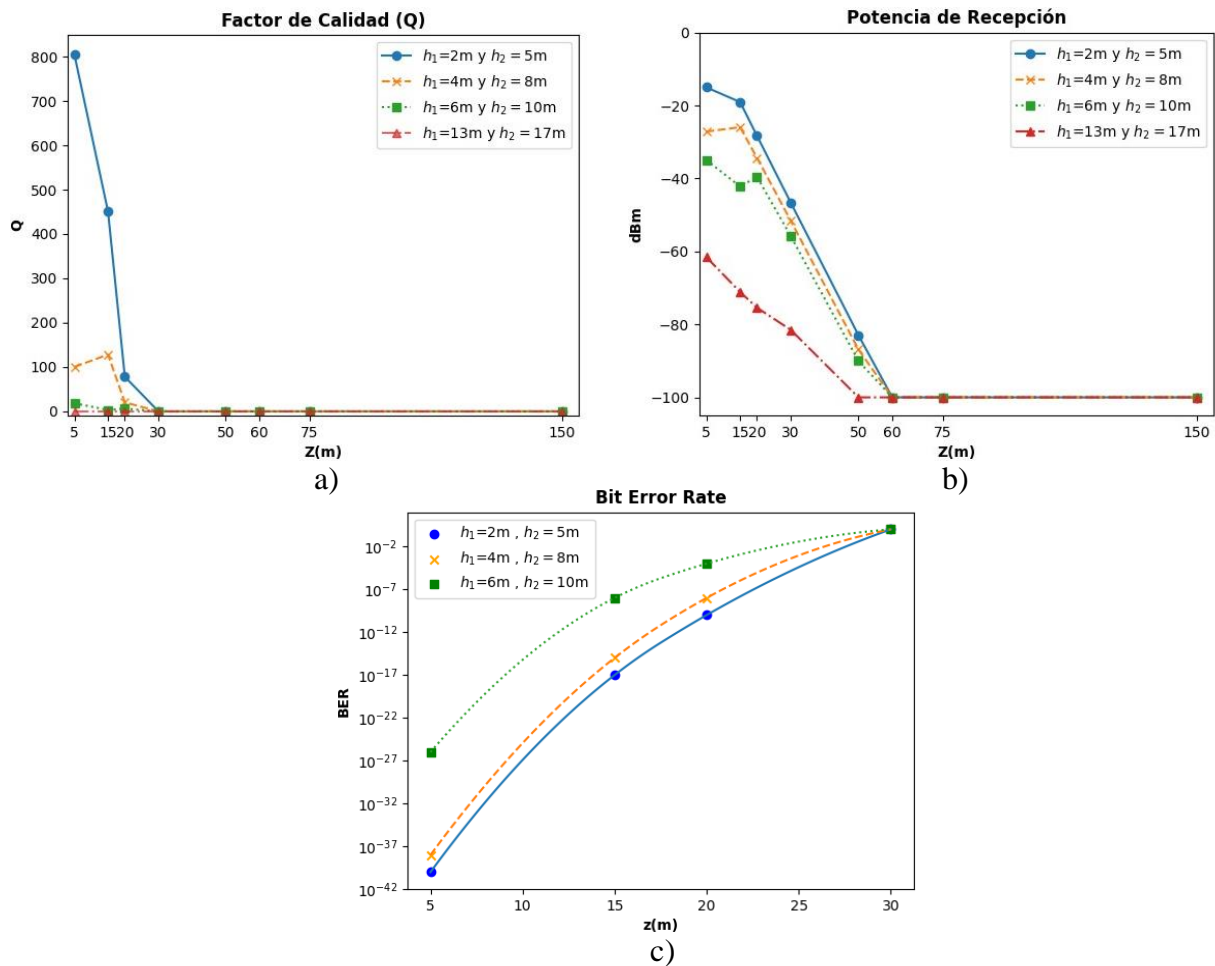 Factor de Calidad (Q)
800
700
600
500
400
300
200
100
0
Q
5
15
20
30
50
60
75
150
Z(m)
h₁=2m y h₂ = 5m
h₁=4m y h₂ = 8m
h₁=6m y h₂ = 10m
h₁=13m y h₂ = 17m
a)
Potencia de Recepción
0
−20
−40
−60
−80
−100
dBm
5
15
20
30
50
60
75
150
Z(m)
h₁=2m y h₂ = 5m
h₁=4m y h₂ = 8m
h₁=6m y h₂ = 10m
h₁=13m y h₂ = 17m
b)
Bit Error Rate
h₁=2m , h₂ = 5m
h₁=4m , h₂ = 8m
h₁=6m , h₂ = 10m
10⁻²
10⁻⁷
10⁻¹²
10⁻¹⁷
10⁻²²
10⁻²⁷
10⁻³²
10⁻³⁷
10⁻⁴²
BER
5
10
15
20
25
30
z(m)
c)